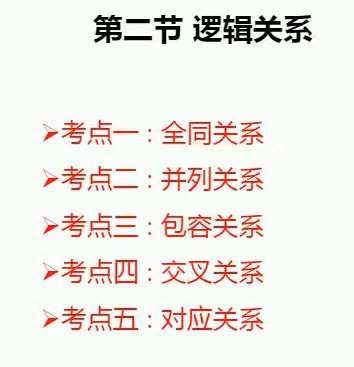 第二节 逻辑关系
➢考点一：全同关系
➢考点二：并列关系
➢考点三：包容关系
➢考点四：交叉关系
➢考点五：对应关系